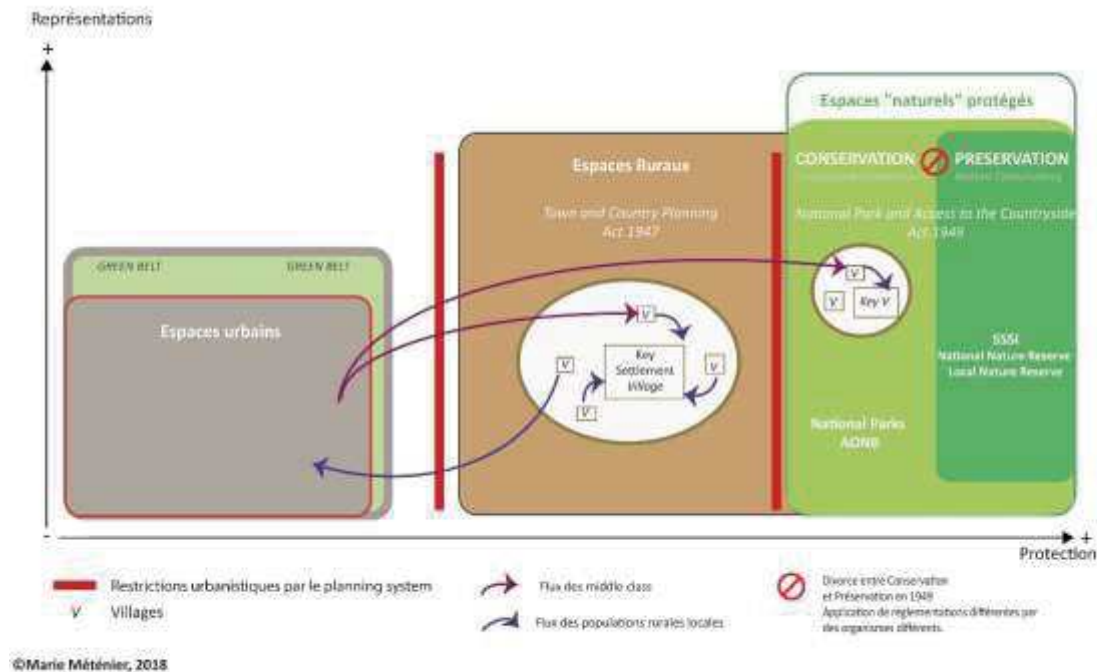 Représentations
+
Espaces "naturels" protégés
Espaces Ruraux
CONSERVATION
PRESERVATION
Town and Country Planning
Act 1947
National Park and Access to the Countryside
Act 1949
GREEN BELT
GREEN BELT
Espaces urbains
V
V
Key V
V
Key
Settlement
Village
V
V
V
SSSI
National Nature Reserve
Local Nature Reserve
National Parks
AONB
-
+
Protection
Restrictions urbanistiques par le planning system
V Villages
Flux des middle class
Flux des populations rurales locales
Divorce entre Conservation
et Préservation en 1949
Application de réglementations différentes par
des organismes différents.
©Marie Méténier, 2018